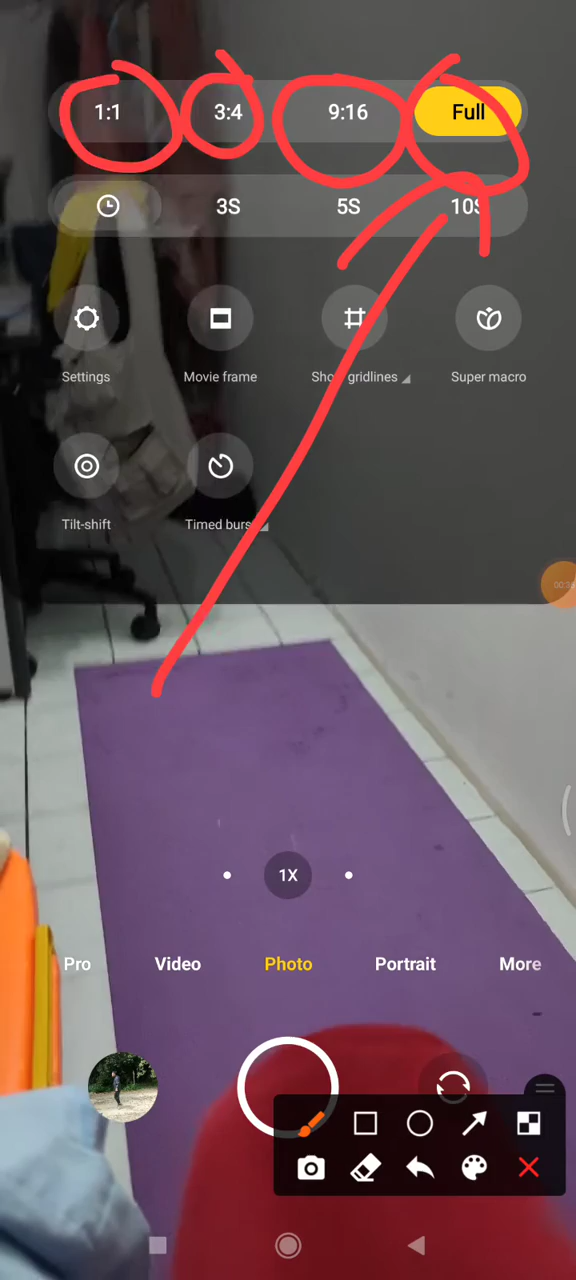 1:1 3:4 9:16 Full
3S 5S 10S
Settings Movie frame Show gridlines Super macro
Tilt-shift Timed burst
1X
Pro Video Photo Portrait More